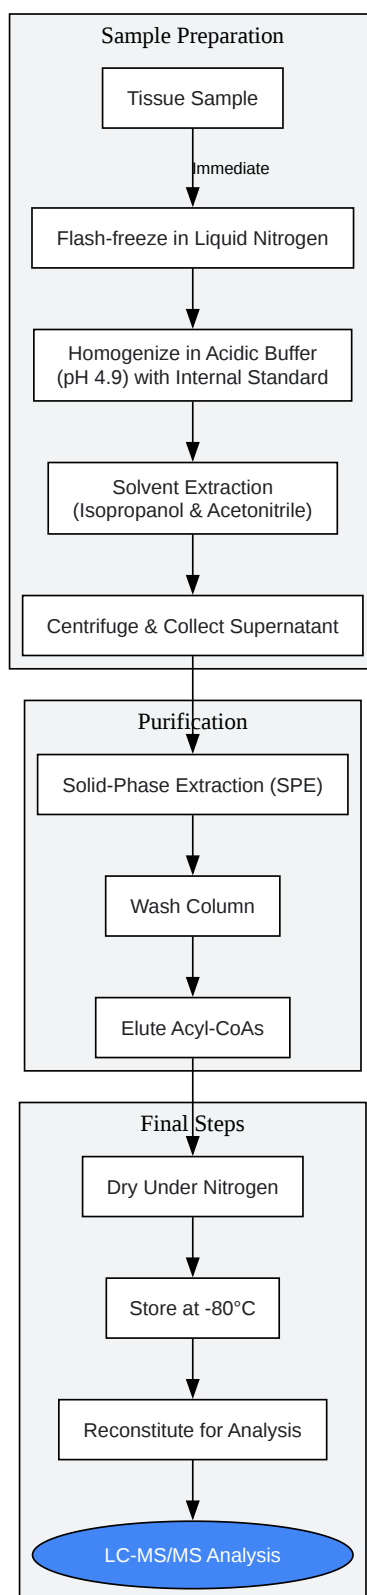 Sample Preparation
Tissue Sample
Immediate
Flash-freeze in Liquid Nitrogen
Homogenize in Acidic Buffer
(pH 4.9) with Internal Standard
Solvent Extraction
(Isopropanol & Acetonitrile)
Centrifuge & Collect Supernatant
Purification
Solid-Phase Extraction (SPE)
Wash Column
Elute Acyl-CoAs
Final Steps
Dry Under Nitrogen
Store at -80°C
Reconstitute for Analysis
LC-MS/MS Analysis